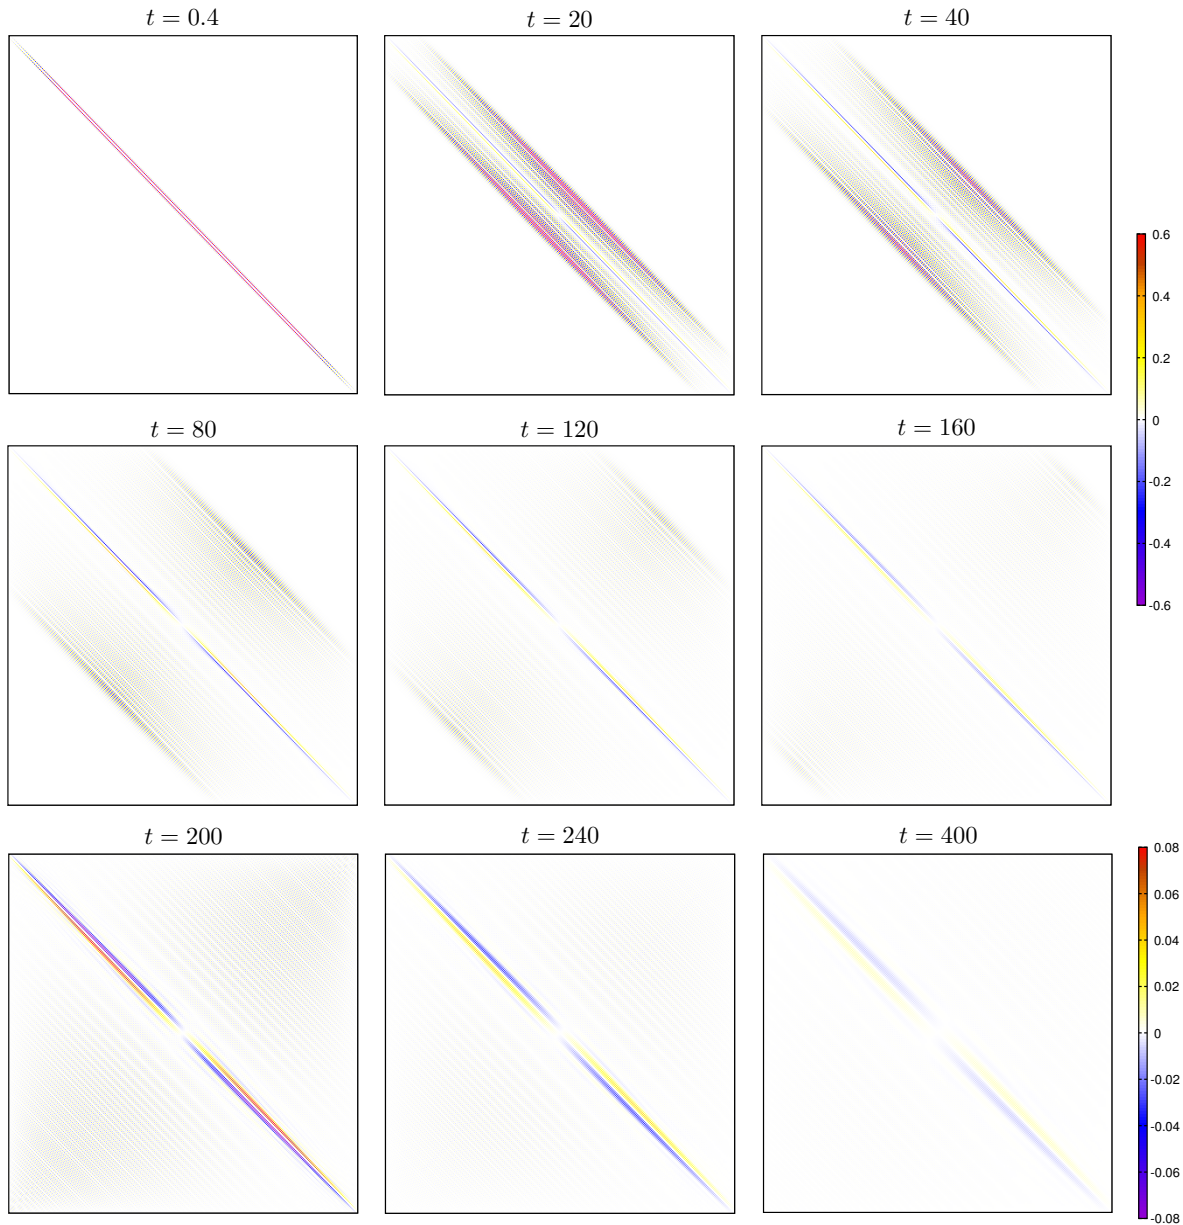 t = 0.4
t = 20
t = 40
t = 80
t = 120
t = 160
0.6
0.4
0.2
0
-0.2
-0.4
-0.6
t = 200
t = 240
t = 400
0.08
0.06
0.04
0.02
0
-0.02
-0.04
-0.06
-0.08